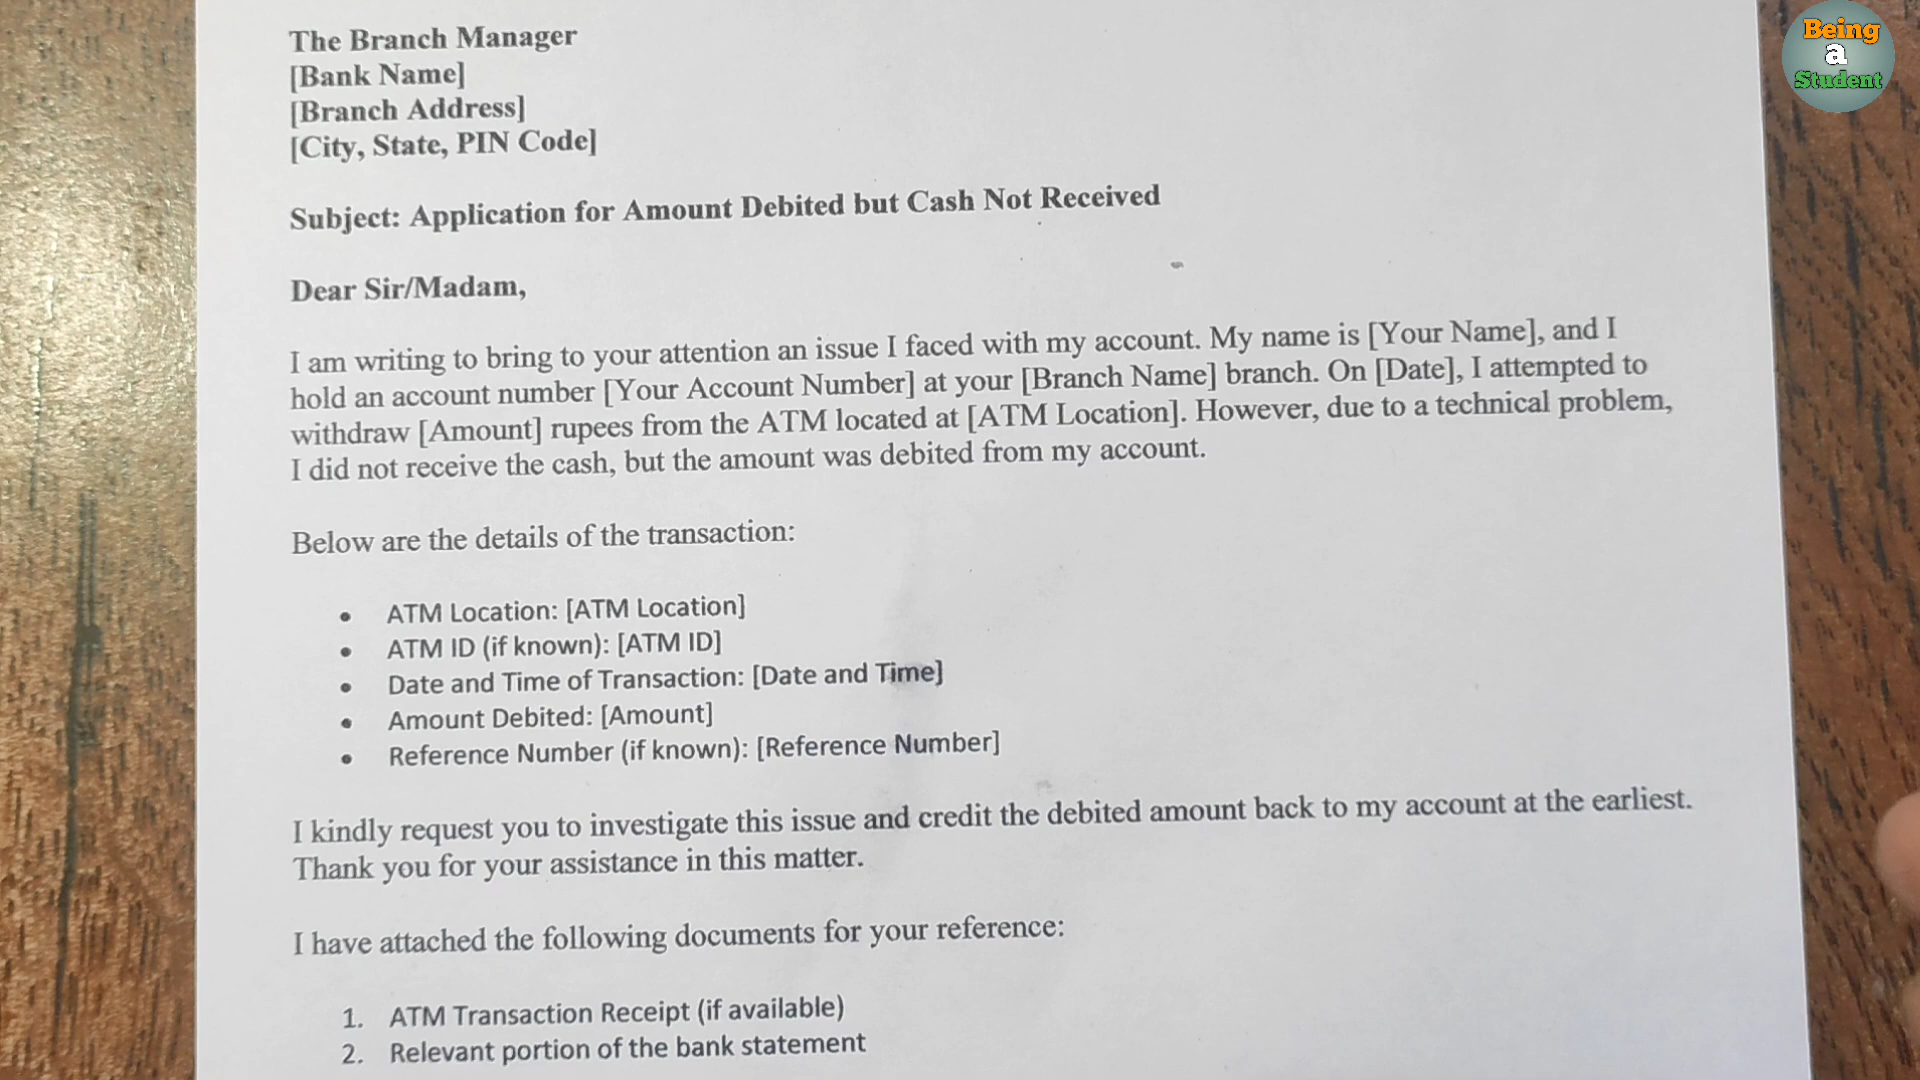 The Branch Manager
[Bank Name]
[Branch Address]
[City, State, PIN Code]
Subject: Application for Amount Debited but Cash Not Received
Dear Sir/Madam,
I am writing to bring to your attention an issue I faced with my account. My name is [Your Name], and I
hold an account number [Your Account Number] at your [Branch Name] branch. On [Date], I attempted to
withdraw [Amount] rupees from the ATM located at [ATM Location]. However, due to a technical problem,
I did not receive the cash, but the amount was debited from my account.
Below are the details of the transaction:
• ATM Location: [ATM Location]
• ATM ID (if known): [ATM ID]
• Date and Time of Transaction: [Date and Time]
• Amount Debited: [Amount]
• Reference Number (if known): [Reference Number]
I kindly request you to investigate this issue and credit the debited amount back to my account at the earliest.
Thank you for your assistance in this matter.
I have attached the following documents for your reference:
1. ATM Transaction Receipt (if available)
2. Relevant portion of the bank statement
Being
a
Student